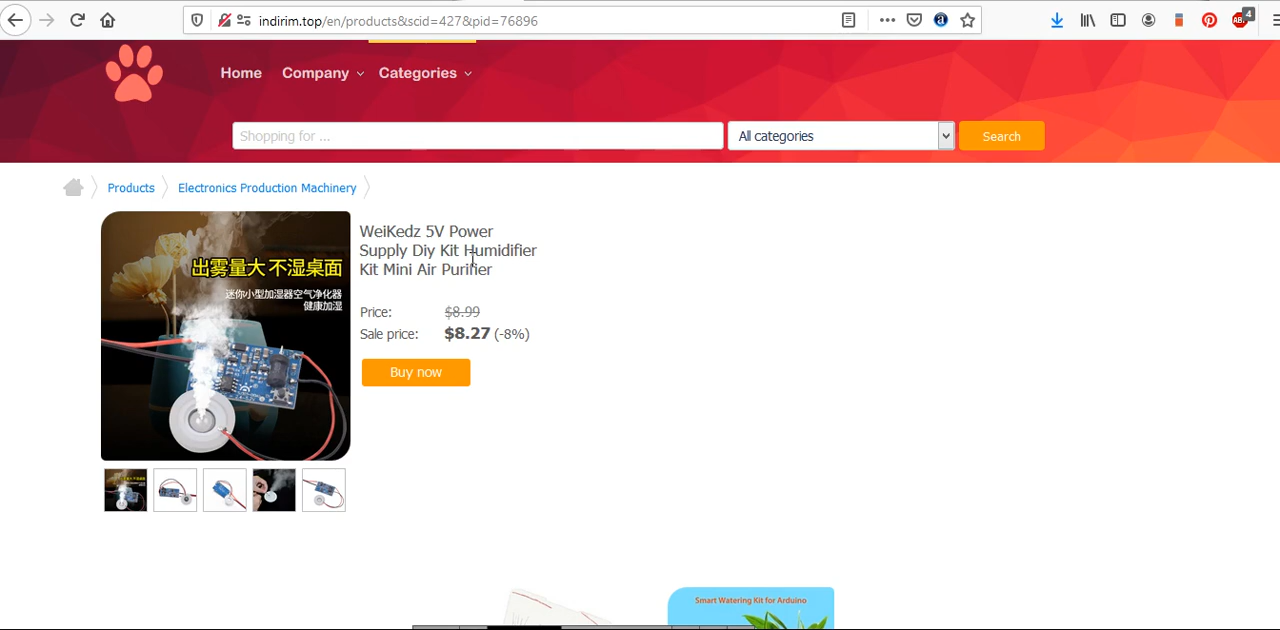 indirim.top/en/products&scid=427&pid=76896
4
ABP
Home
Company
Categories
Shopping for ...
All categories
Search
Products
Electronics Production Machinery
出雾量大 不湿桌面
迷你小型加湿器空气净化器
健康加湿
WeiKedz 5V Power
Supply Diy Kit Humidifier
Kit Mini Air Purifier
Price: $8.99
Sale price: $8.27 (-8%)
Buy now
Smart Watering Kit for Arduino